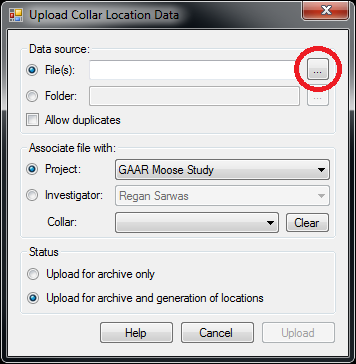 Upload Collar Location Data
Data source:
File(s): ...
Folder: ...
Allow duplicates
Associate file with:
Project: GAAR Moose Study
Investigator: Regan Sarwas
Collar: Clear
Status
Upload for archive only
Upload for archive and generation of locations
Help Cancel Upload